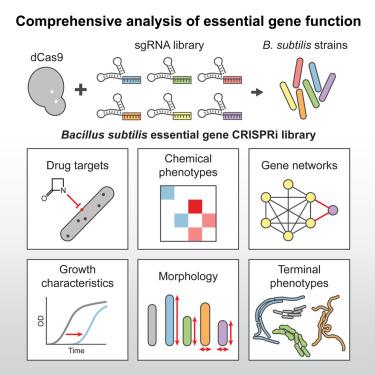 Comprehensive analysis of essential gene function
sgRNA library
B. subtilis strains
dCas9
Bacillus subtilis essential gene CRISPRi library
Drug targets
N
O
Chemical
phenotypes
Gene networks
Growth
characteristics
OD
Time
Morphology
Terminal
phenotypes